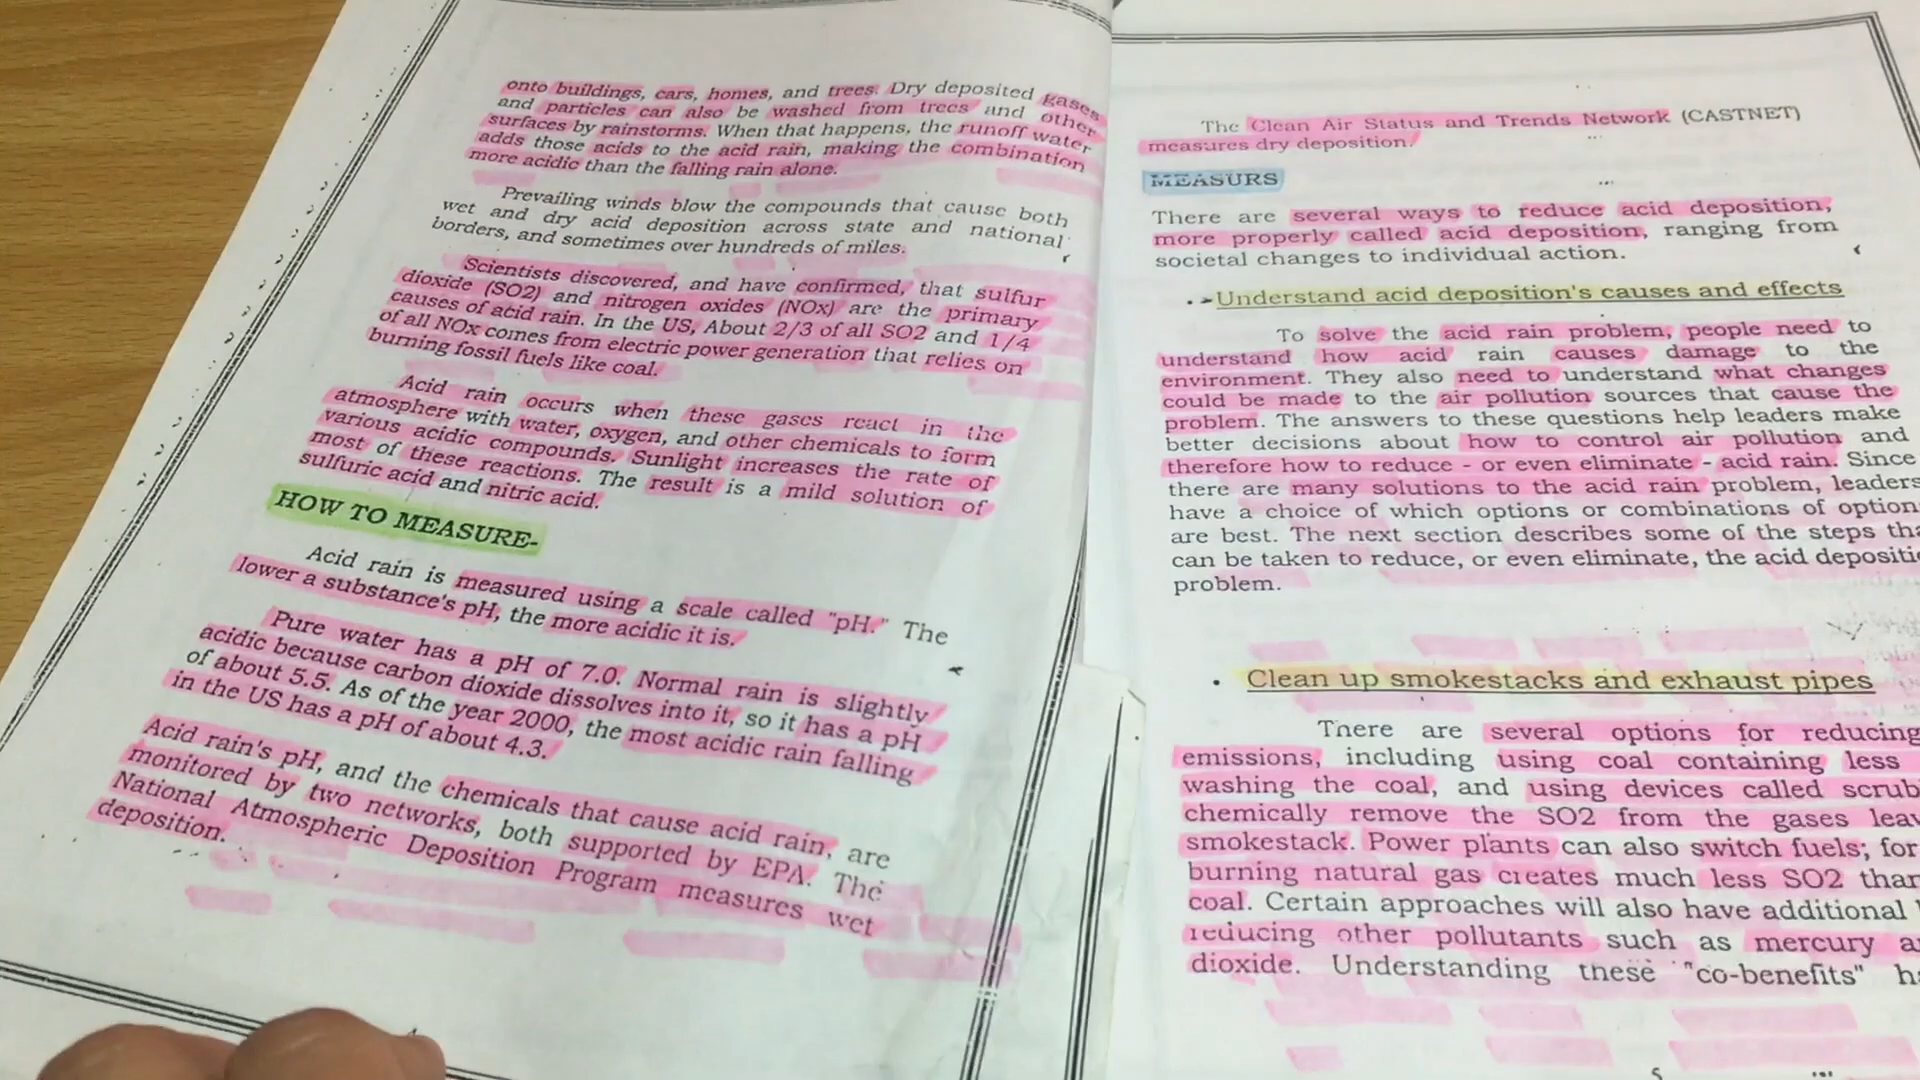 onto buildings, cars, homes, and trees. Dry deposited gases
and particles can also be washed from trees and other
surfaces by rainstorms. When that happens, the runoff water
adds those acids to the acid rain, making the combination
more acidic than the falling rain alone.
Prevailing winds blow the compounds that cause both
wet and dry acid deposition across state and national
borders, and sometimes over hundreds of miles.
Scientists discovered, and have confirmed, that sulfur
dioxide (SO2) and nitrogen oxides (NOx) are the primary
causes of acid rain. In the US, About 2/3 of all SO2 and 1/4
of all NOx comes from electric power generation that relies on
burning fossil fuels like coal.
Acid rain occurs when these gases react in the
atmosphere with water, oxygen, and other chemicals to form
various acidic compounds. Sunlight increases the rate of
most of these reactions. The result is a mild solution of
sulfuric acid and nitric acid.
HOW TO MEASURE-
Acid rain is measured using a scale called "pH." The
lower a substance's pH, the more acidic it is.
Pure water has a pH of 7.0. Normal rain is slightly
acidic because carbon dioxide dissolves into it, so it has a pH
of about 5.5. As of the year 2000, the most acidic rain falling
in the US has a pH of about 4.3.
Acid rain's pH, and the chemicals that cause acid rain, are
monitored by two networks, both supported by EPA. The
National Atmospheric Deposition Program measures wet
deposition.
The Clean Air Status and Trends Network (CASTNET)
measures dry deposition.
MEASURS
There are several ways to reduce acid deposition,
more properly called acid deposition, ranging from
societal changes to individual action.
• ➢Understand acid deposition's causes and effects
To solve the acid rain problem, people need to
understand how acid rain causes damage to the
environment. They also need to understand what changes
could be made to the air pollution sources that cause the
problem. The answers to these questions help leaders make
better decisions about how to control air pollution and
therefore how to reduce - or even eliminate - acid rain. Since
there are many solutions to the acid rain problem, leaders
have a choice of which options or combinations of option
are best. The next section describes some of the steps tha
can be taken to reduce, or even eliminate, the acid depositi
problem.
• Clean up smokestacks and exhaust pipes
There are several options for reducing
emissions, including using coal containing less
washing the coal, and using devices called scrub
chemically remove the SO2 from the gases leav
smokestack. Power plants can also switch fuels; for
burning natural gas creates much less SO2 than
coal. Certain approaches will also have additional
reducing other pollutants such as mercury a
dioxide. Understanding these "co-benefits" h
5